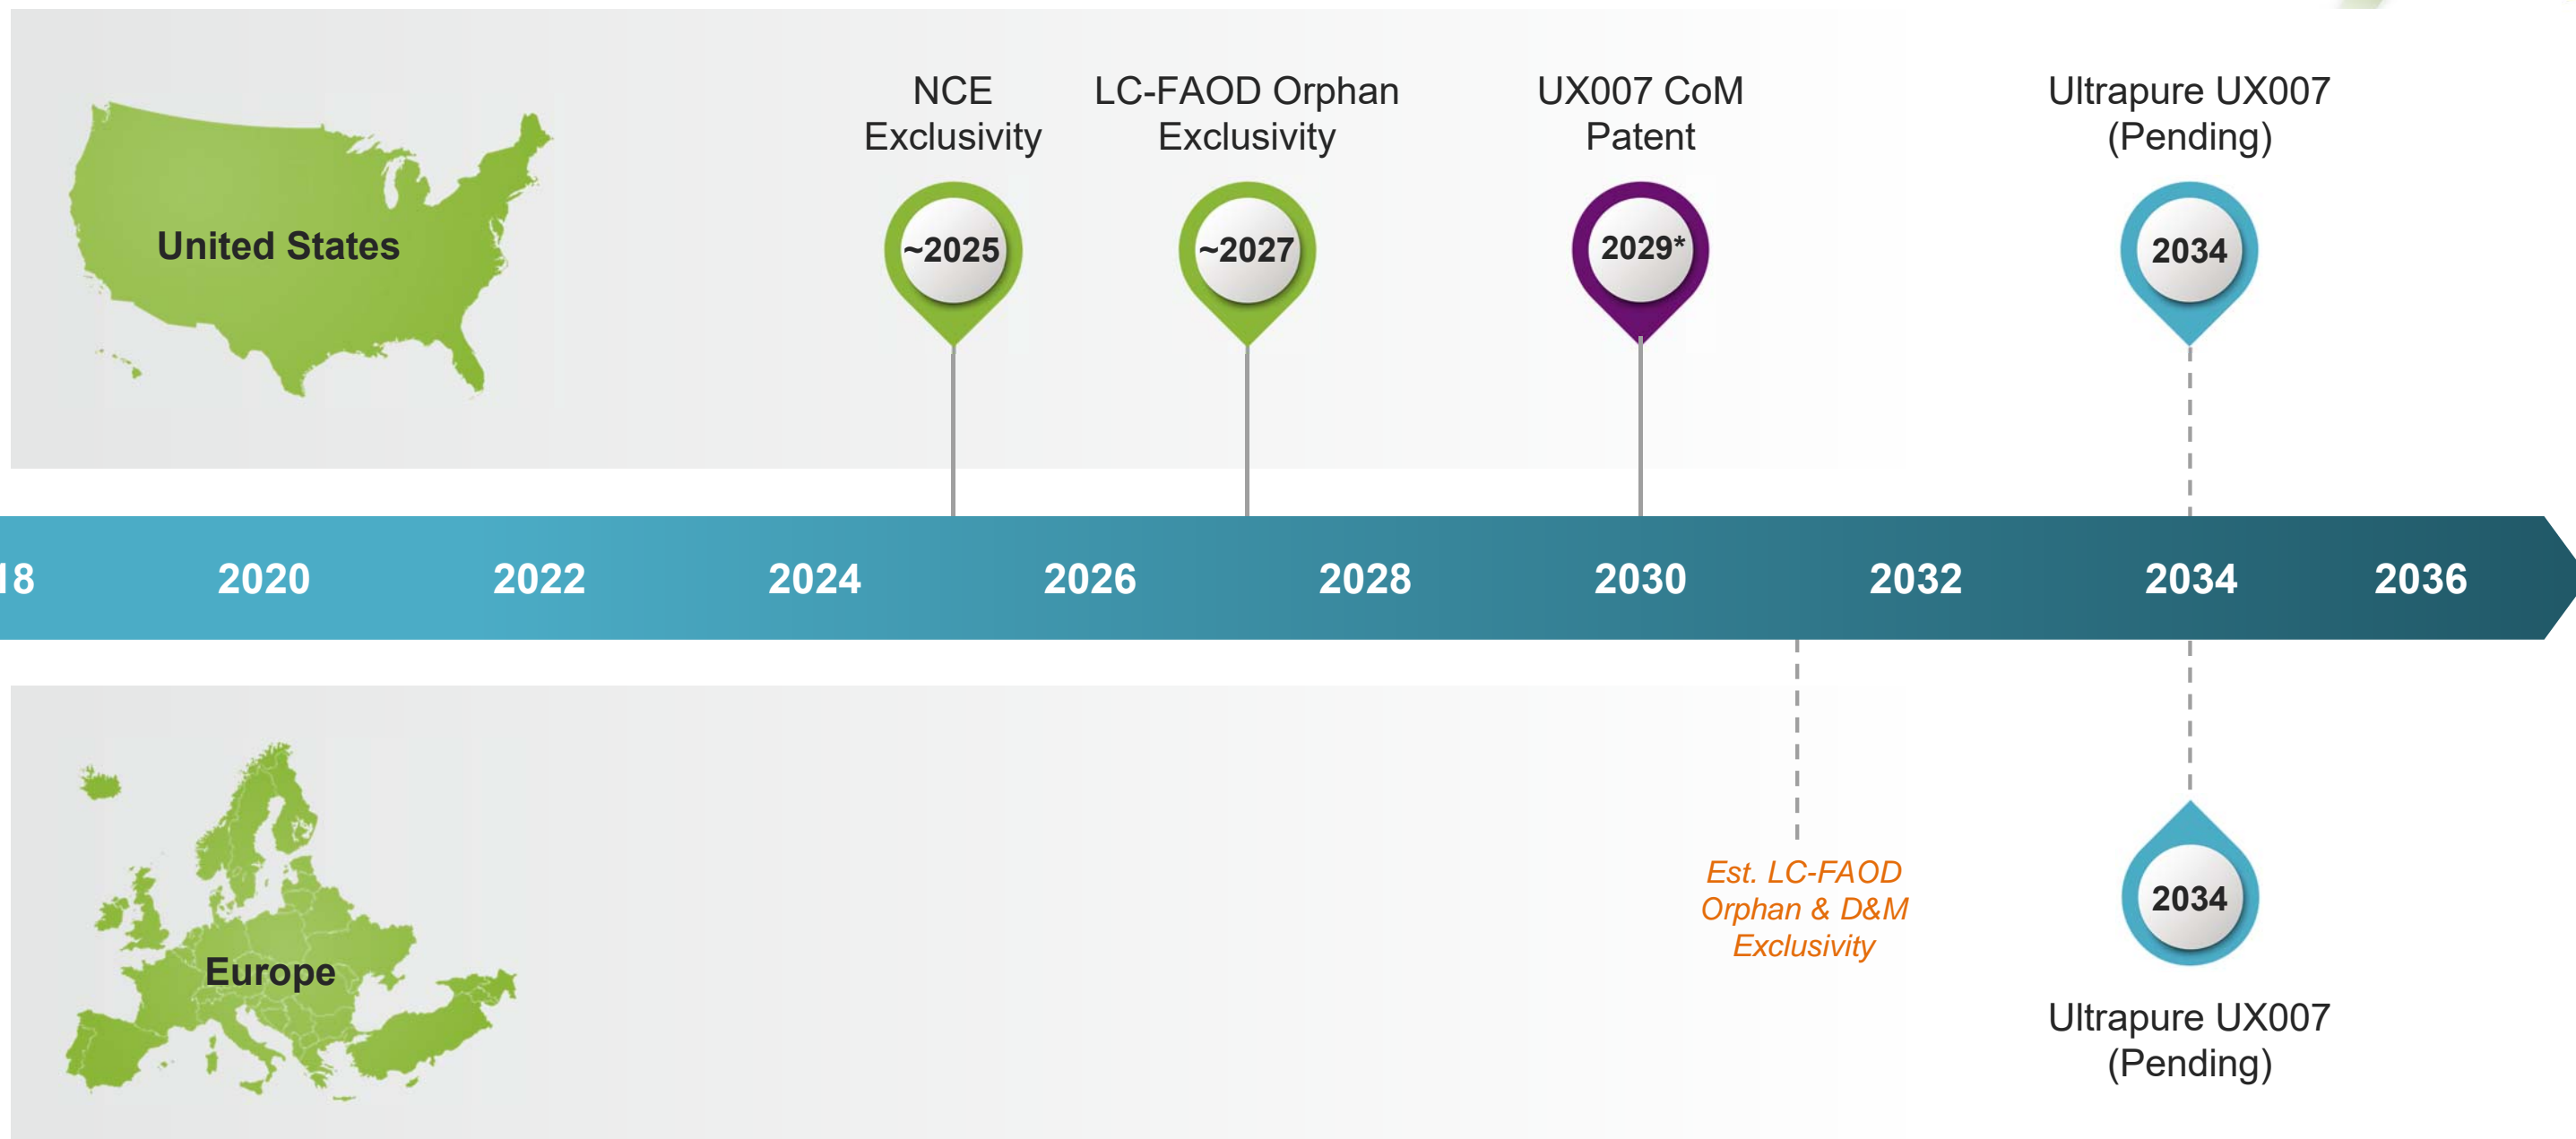 NCE
Exclusivity
LC-FAOD Orphan
Exclusivity
UX007 CoM
Patent
Ultrapure UX007
(Pending)
United States
~2025
~2027
2029*
2034
18
2020
2022
2024
2026
2028
2030
2032
2034
2036
Est. LC-FAOD
Orphan & D&M
Exclusivity
2034
Europe
Ultrapure UX007
(Pending)